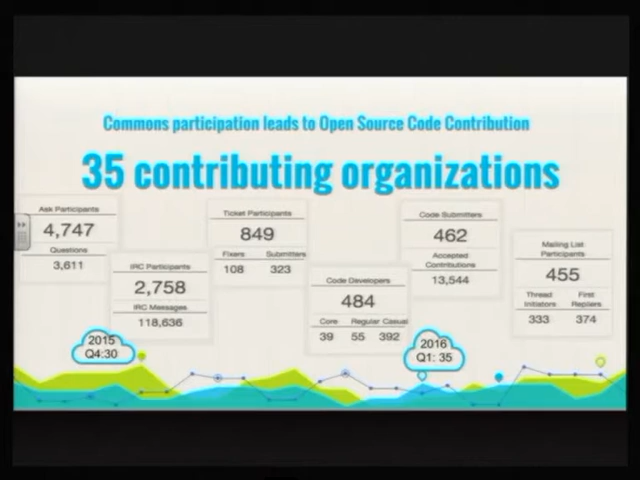 Commons participation leads to Open Source Code Contribution
35 contributing organizations
Ask Participants
4,747
Questions
3,611
IRC Participants
2,758
IRC Messages
118,636
Ticket Participants
849
Fixers Submitters
108 323
Code Developers
484
Core Regular Casual
39 55 392
Code Submitters
462
Accepted
Contributions
13,544
Mailing List
Participants
455
Thread First
Initiators Repliers
333 374
2015
Q4:30
2016
Q1: 35